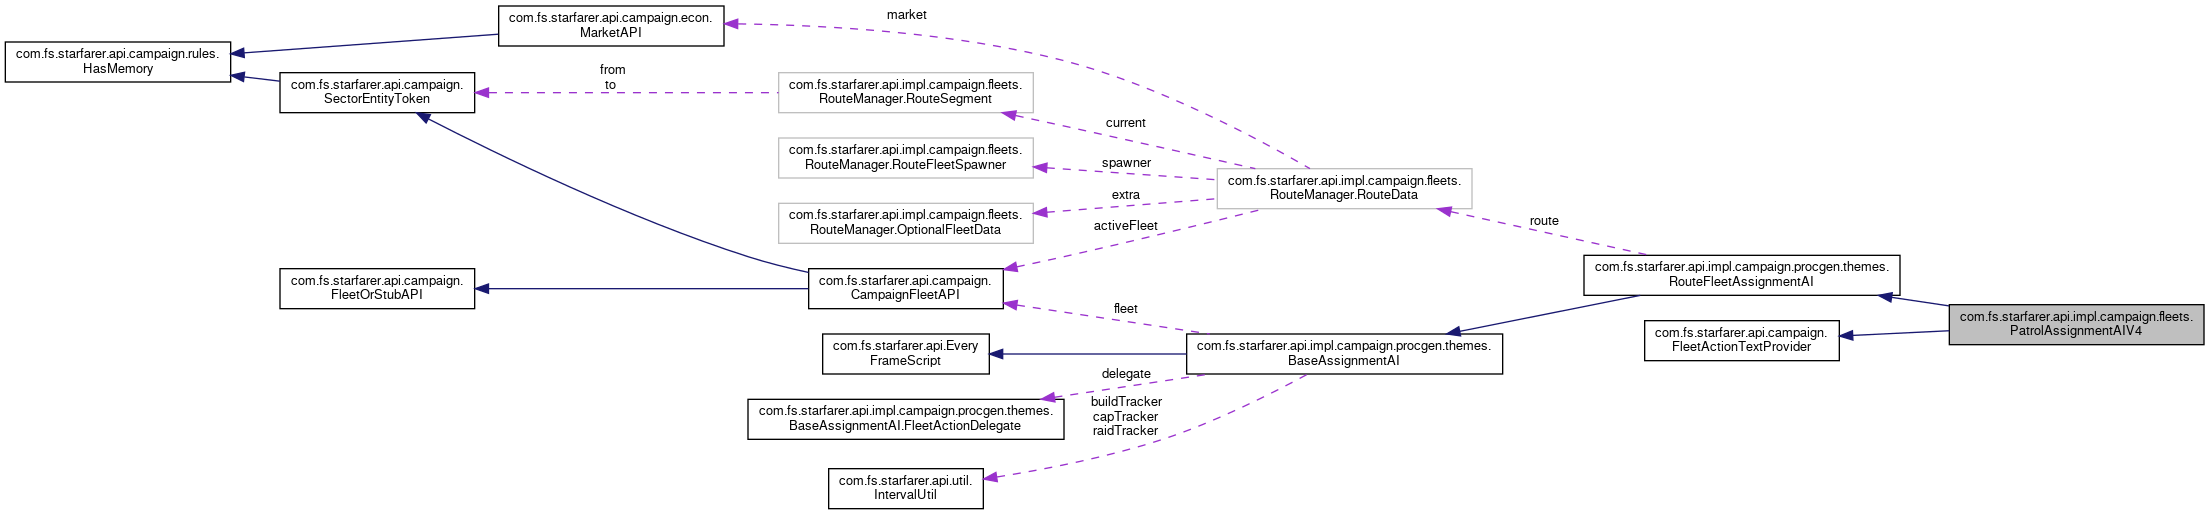 com.fs.starfarer.api.campaign.econ.
MarketAPI
market
com.fs.starfarer.api.campaign.rules.
HasMemory
from
to
com.fs.starfarer.api.campaign.
SectorEntityToken
com.fs.starfarer.api.impl.campaign.fleets.
RouteManager.RouteSegment
current
com.fs.starfarer.api.impl.campaign.fleets.
RouteManager.RouteFleetSpawner
spawner
com.fs.starfarer.api.impl.campaign.fleets.
RouteManager.RouteData
extra
com.fs.starfarer.api.impl.campaign.fleets.
RouteManager.OptionalFleetData
activeFleet
route
com.fs.starfarer.api.impl.campaign.procgen.themes.
RouteFleetAssignmentAI
com.fs.starfarer.api.campaign.
FleetOrStubAPI
com.fs.starfarer.api.campaign.
CampaignFleetAPI
fleet
com.fs.starfarer.api.impl.campaign.fleets.
PatrolAssignmentAIV4
com.fs.starfarer.api.campaign.
FleetActionTextProvider
com.fs.starfarer.api.Every
FrameScript
com.fs.starfarer.api.impl.campaign.procgen.themes.
BaseAssignmentAI
delegate
com.fs.starfarer.api.impl.campaign.procgen.themes.
BaseAssignmentAI.FleetActionDelegate
buildTracker
capTracker
raidTracker
com.fs.starfarer.api.util.
IntervalUtil